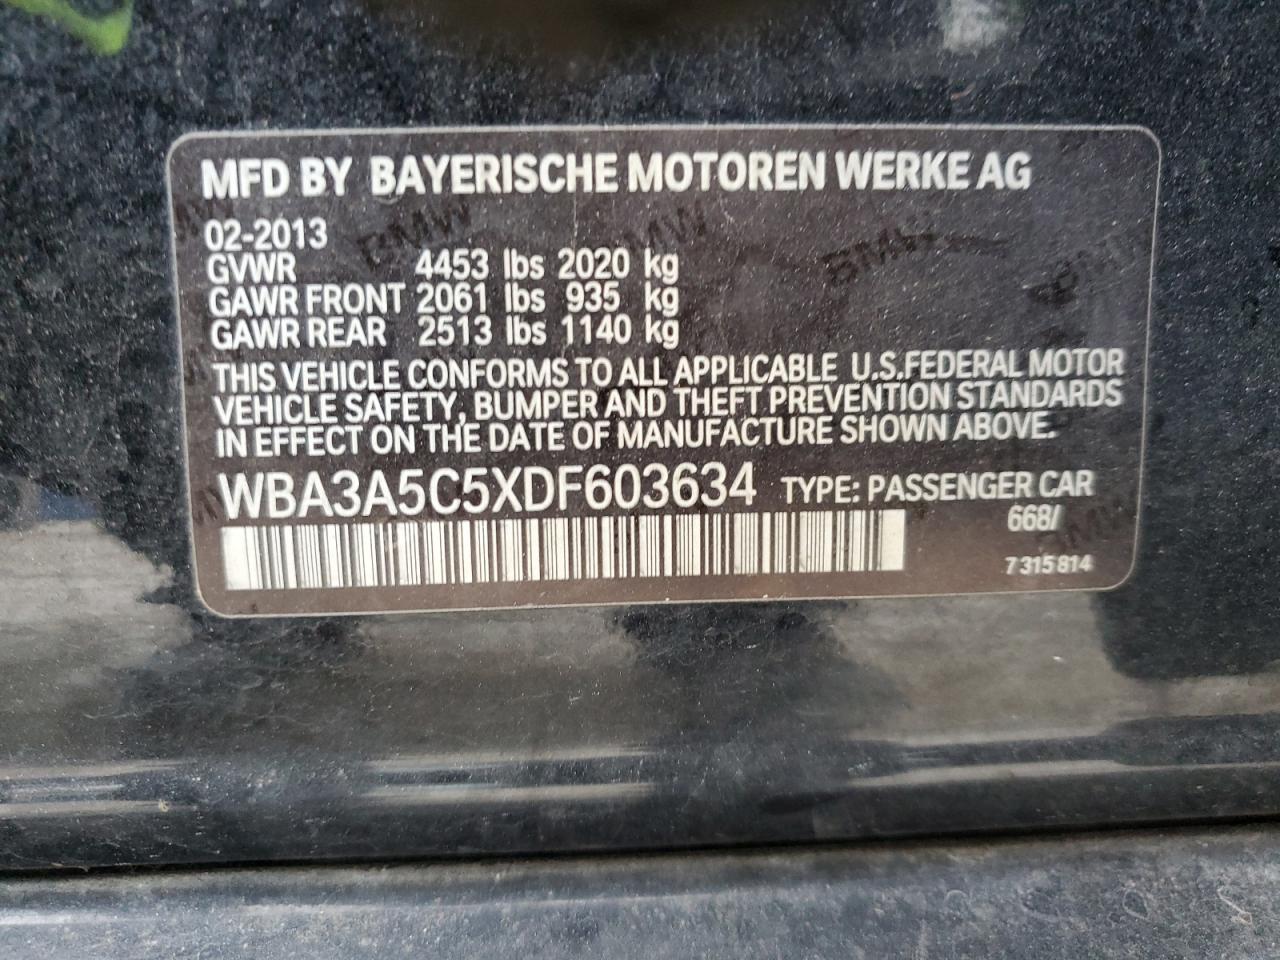 MFD BY BAYERISCHE MOTOREN WERKE AG
02-2013
GVWR 4453 lbs 2020 kg
GAWR FRONT 2061 lbs 935 kg
GAWR REAR 2513 lbs 1140 kg
THIS VEHICLE CONFORMS TO ALL APPLICABLE U.S.FEDERAL MOTOR
VEHICLE SAFETY, BUMPER AND THEFT PREVENTION STANDARDS
IN EFFECT ON THE DATE OF MANUFACTURE SHOWN ABOVE.
WBA3A5C5XDF603634 TYPE: PASSENGER CAR
668/
7 315 814
BMW
BMW
BMW